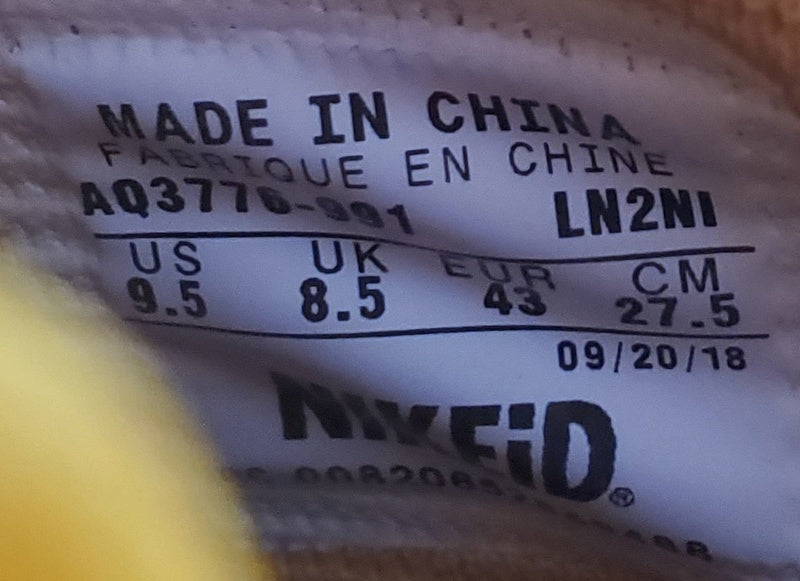 MADE IN CHINA
FABRIQUE EN CHINE
AQ3776-991 LN2NI
US UK EUR CM
9.5 8.5 43 27.5
09/20/18
NIKEiD®